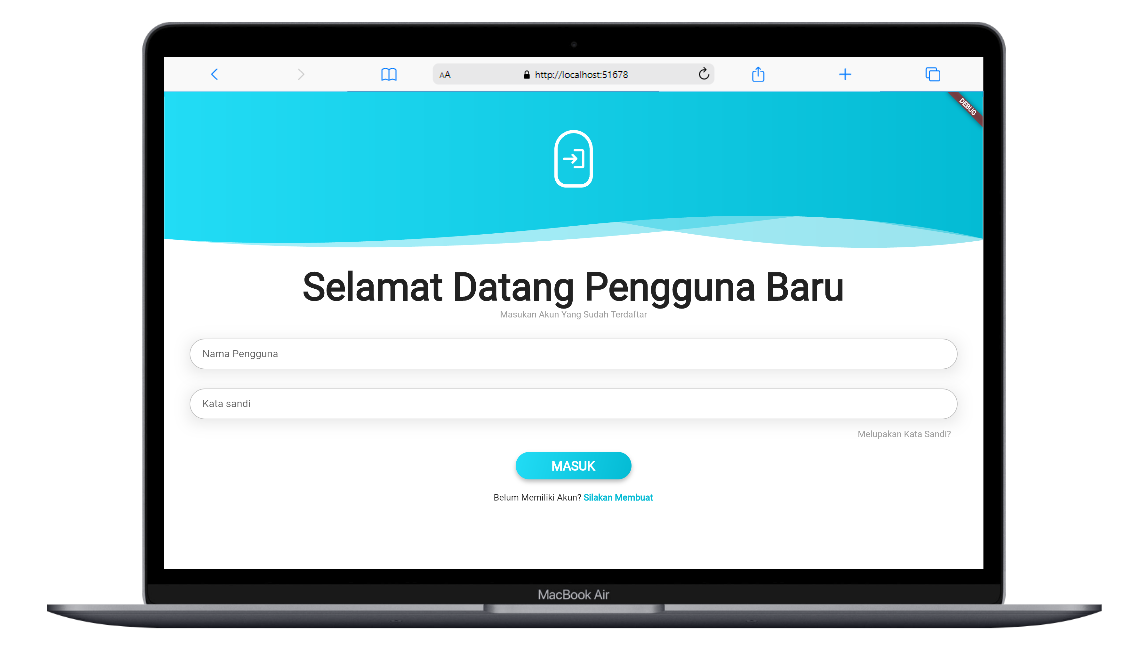 AA
http://localhost:51678
DEBUG
Selamat Datang Pengguna Baru
Masukan Akun Yang Sudah Terdaftar
Nama Pengguna
Kata sandi
Melupakan Kata Sandi?
MASUK
Belum Memiliki Akun? Silakan Membuat
MacBook Air